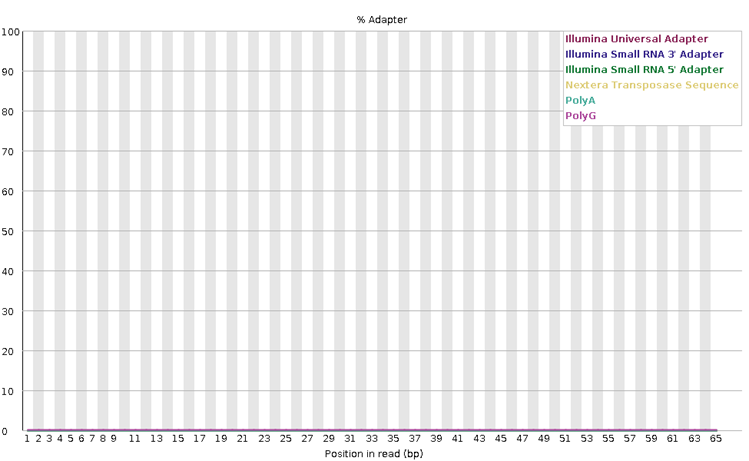 % Adapter
100
90
80
70
60
50
40
30
20
10
0
Illumina Universal Adapter
Illumina Small RNA 3' Adapter
Illumina Small RNA 5' Adapter
Nextera Transposase Sequence
PolyA
PolyG
1 2 3 4 5 6 7 8 9 11 13 15 17 19 21 23 25 27 29 31 33 35 37 39 41 43 45 47 49 51 53 55 57 59 61 63 65
Position in read (bp)